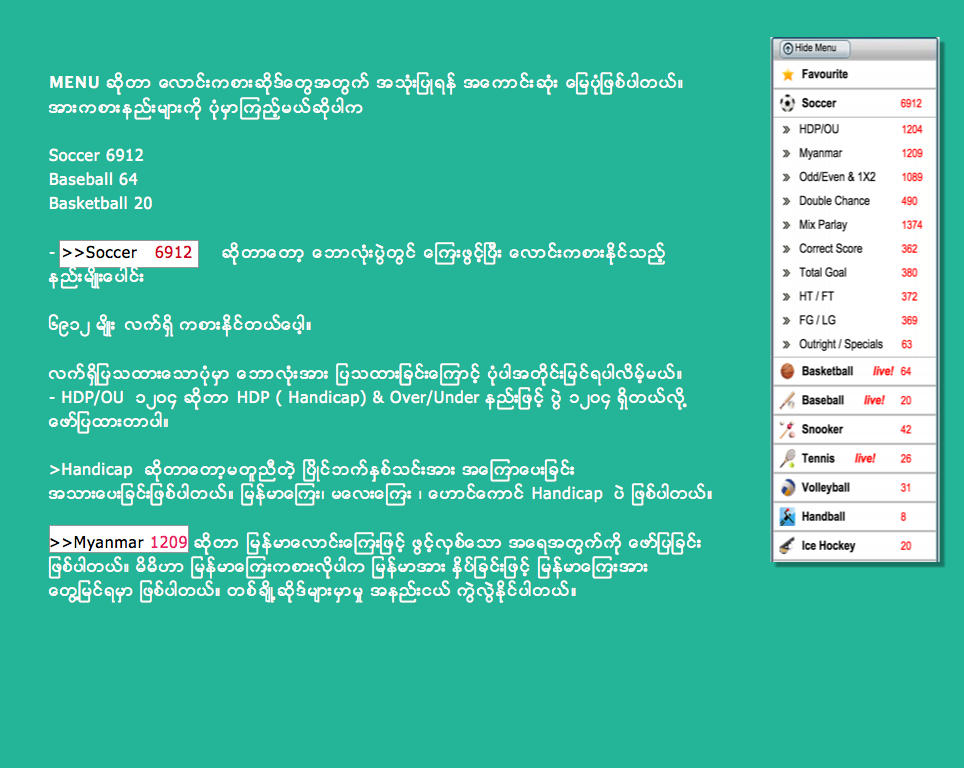 MENU ဆိုတာ လောင်းကစားဆိုဒ်တွေအတွက် အသုံးပြုရန် အကောင်းဆုံး မြေပုံဖြစ်ပါတယ်။
အားကစားနည်းများကို ပုံမှာကြည့်မယ်ဆိုပါက
Soccer 6912
Baseball 64
Basketball 20
- >>Soccer 6912 ဆိုတာတော့ ဘောလုံးပွဲတွင် ကြေးဖွင့်ပြီး လောင်းကစားနိုင်သည့်
နည်းမျိုးပေါင်း
၆၉၁၂ မျိုး လက်ရှိ ကစားနိုင်တယ်ပေါ့။
လက်ရှိပြသထားသောပုံမှာ ဘောလုံးအား ပြသထားခြင်းကြောင့် ပုံပါအတိုင်းမြင်ရပါလိမ့်မယ်။
- HDP/OU ၁၂၀၄ ဆိုတာ HDP ( Handicap) & Over/Under နည်းဖြင့် ပွဲ ၁၂၀၄ ရှိတယ်လို့
ဖော်ပြထားတာပါ။
>Handicap ဆိုတာတော့မတူညီတဲ့ ပြိုင်ဘက်နှစ်သင်းအား အကြောပေးခြင်း
အသားပေးခြင်းဖြစ်ပါတယ်။ မြန်မာကြေး၊ မလေးကြေး ၊ ဟောင်ကောင် Handicap ပဲ ဖြစ်ပါတယ်။
>>Myanmar 1209 ဆိုတာ မြန်မာလောင်းကြေးဖြင့် ဖွင့်လှစ်သော အရေအတွက်ကို ဖော်ပြခြင်း
ဖြစ်ပါတယ်။ မိမိဟာ မြန်မာကြေးကစားလိုပါက မြန်မာအား နှိပ်ခြင်းဖြင့် မြန်မာကြေးအား
တွေ့မြင်ရမှာ ဖြစ်ပါတယ်။ တစ်ချို့ဆိုဒ်များမှာမူ အနည်းငယ် ကွဲလွဲနိုင်ပါတယ်။
Hide Menu
Favourite
Soccer 6912
HDP/OU 1204
Myanmar 1209
Odd/Even & 1X2 1089
Double Chance 490
Mix Parlay 1374
Correct Score 362
Total Goal 380
HT / FT 372
FG / LG 369
Outright / Specials 63
Basketball live! 64
Baseball live! 20
Snooker 42
Tennis live! 26
Volleyball 31
Handball 8
Ice Hockey 20